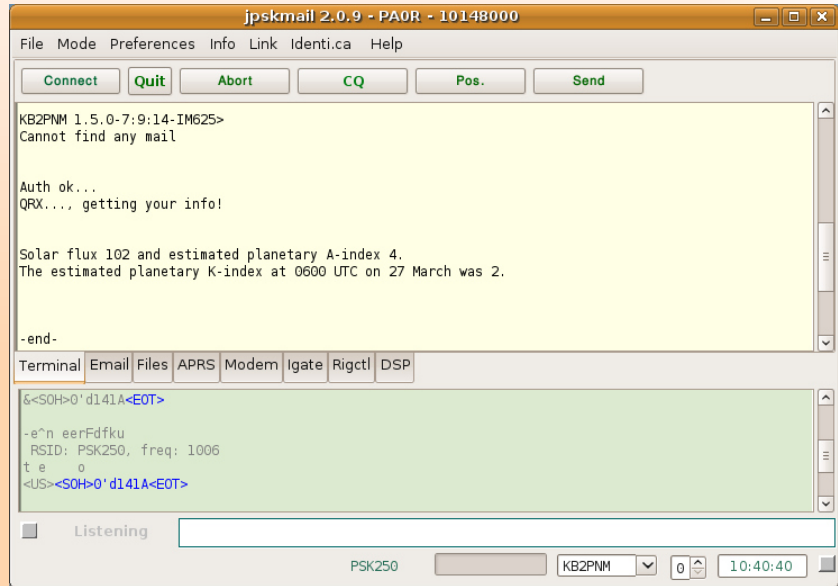 jpskmail 2.0.9 - PA0R - 10148000
File Mode Preferences Info Link Identi.ca Help
Connect Quit Abort CQ Pos. Send
KB2PNM 1.5.0-7:9:14-IM625>
Cannot find any mail
Auth ok...
QRX..., getting your info!
Solar flux 102 and estimated planetary A-index 4.
The estimated planetary K-index at 0600 UTC on 27 March was 2.
-end-
Terminal Email Files APRS Modem Igate Rigctl DSP
&<SOH>0'dl4lA<EOT>
-e^n eerFdfku
RSID: PSK250, freq: 1006
t e o
<US><SOH>0'dl4lA<EOT>
Listening
PSK250 KB2PNM 0 10:40:40